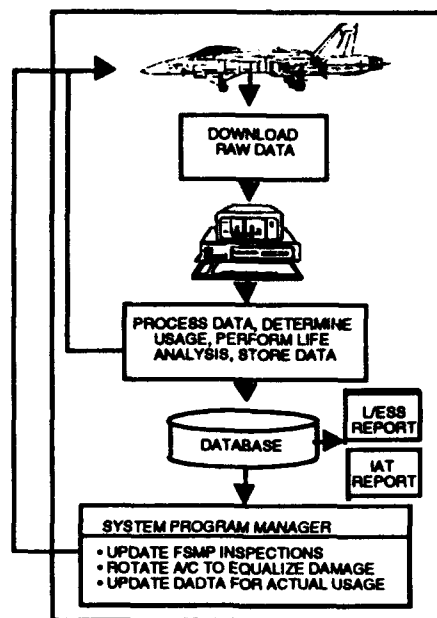 DOWNLOAD
RAW DATA
PROCESS DATA, DETERMINE
USAGE, PERFORM LIFE
ANALYSIS, STORE DATA
DATABASE
L/ESS
REPORT
IAT
REPORT
SYSTEM PROGRAM MANAGER
• UPDATE FSMP INSPECTIONS
• ROTATE A/C TO EQUALIZE DAMAGE
• UPDATE DADTA FOR ACTUAL USAGE